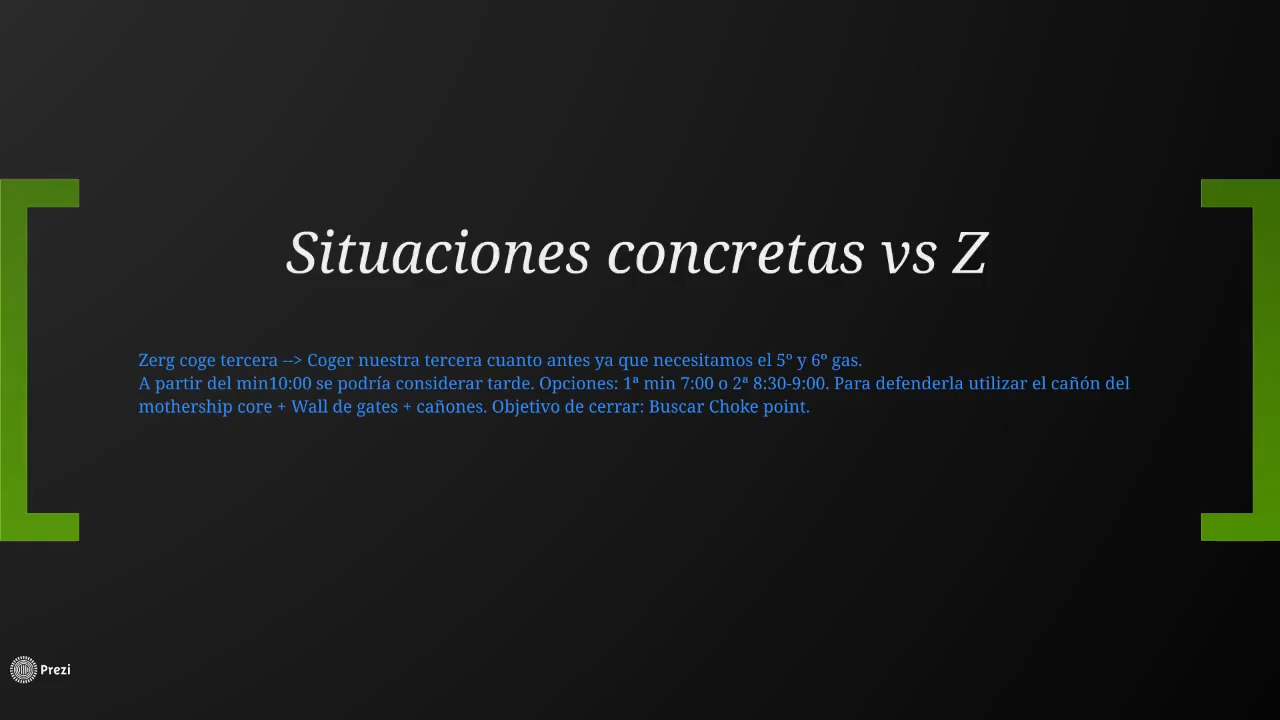 Situaciones concretas vs Z
Zerg coge tercera --> Coger nuestra tercera cuanto antes ya que necesitamos el 5º y 6º gas.
A partir del min10:00 se podría considerar tarde. Opciones: 1ª min 7:00 o 2ª 8:30-9:00. Para defenderla utilizar el cañón del
mothership core + Wall de gates + cañones. Objetivo de cerrar: Buscar Choke point.
Prezi